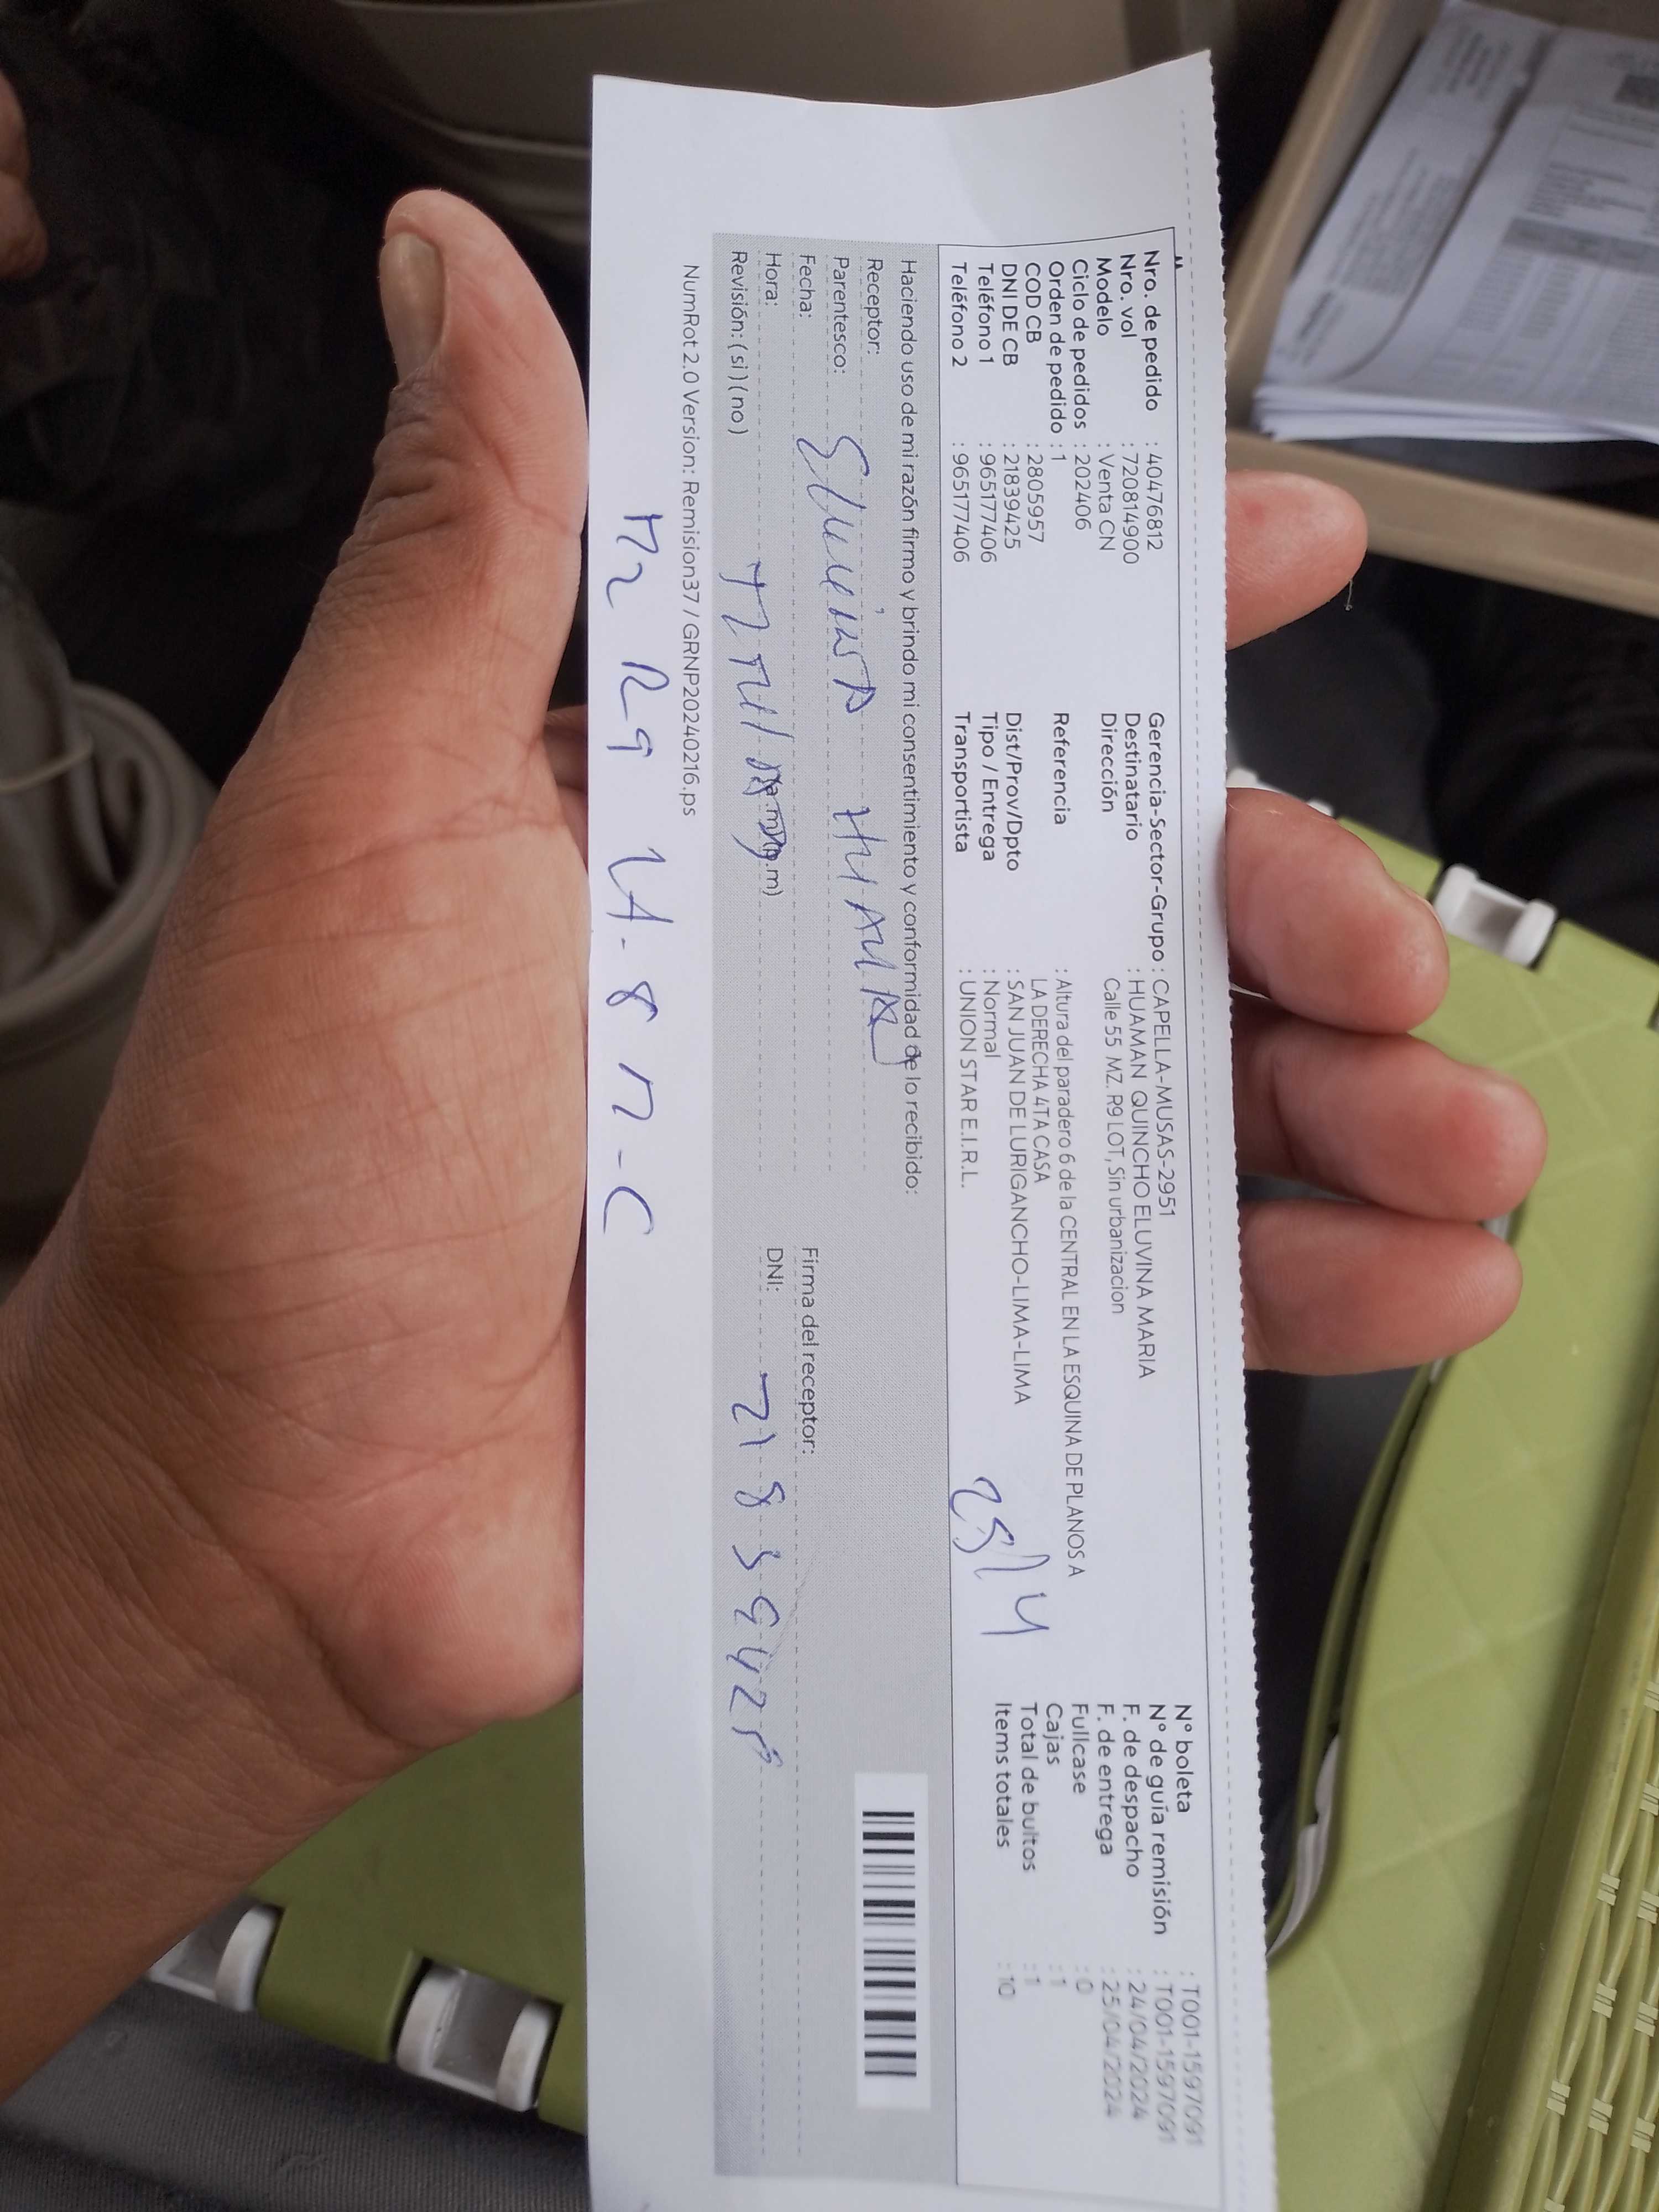 Nro. de pedido : 40476812
Nro. vol : 720814900
Modelo : Venta CN
Ciclo de pedidos : 202406
Orden de pedido : 1
COD CB : 2805957
DNI DE CB : 21839425
Teléfono 1 : 965177406
Teléfono 2 : 965177406
Gerencia-Sector-Grupo : CAPELLA-MUSAS-2951
Destinatario : HUAMAN QUINCHO ELUVINA MARIA
Dirección Calle 55 MZ. R9 LOT, Sin urbanizacion
Referencia : Altura del paradero 6 de la CENTRAL EN LA ESQUINA DE PLANOS A
LA DERECHA 4TA CASA
Dist/Prov/Dpto : SAN JUAN DE LURIGANCHO-LIMA-LIMA
Tipo / Entrega : Normal
Transportista : UNION STAR E.I.R.L.
25/4
N° boleta : T001-1597091
N° de guía remisión : T001-1597091
F. de despacho : 24/04/2024
F. de entrega : 25/04/2024
Fullcase : 0
Cajas : 1
Total de bultos : 1
Items totales : 10
Haciendo uso de mi razón firmo y brindo mi consentimiento y conformidad de lo recibido:
Receptor:
Parentesco:
Fecha:
Hora: (a.m)(p.m)
Revisión: ( si ) ( no )
Firma del receptor:
DNI: 21839425
NumRot 2.0 Version: Remision37 / GRNP20240216.ps
Mz R9